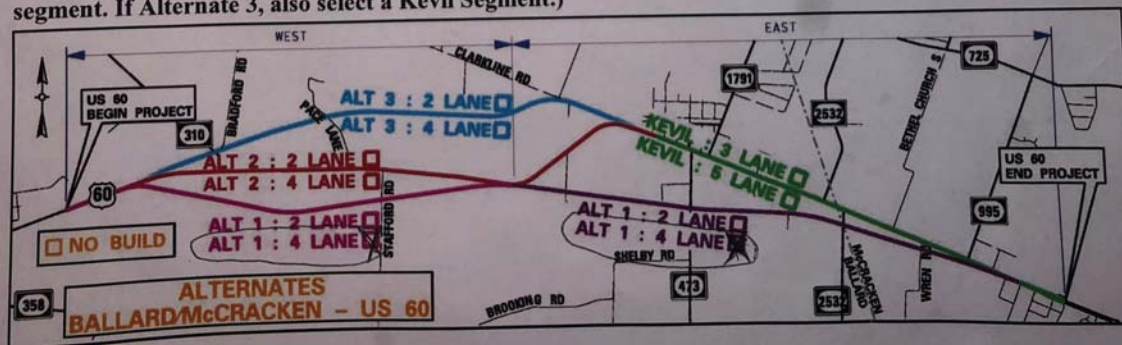 segment. If Alternate 3, also select a Kevil Segment.)
WEST
EAST
CLARKLINE RD
725
1791
US 60
BEGIN PROJECT
BRADFORD RD
PACE LANE
310
ALT 3 : 2 LANE
ALT 3 : 4 LANE
2532
BETHEL CHURCH S
KEVIL : 3 LANE
KEVIL : 5 LANE
US 60
END PROJECT
ALT 2 : 2 LANE
ALT 2 : 4 LANE
60
STAFFORD RD
ALT 1 : 2 LANE
ALT 1 : 4 LANE
ALT 1 : 2 LANE
ALT 1 : 4 LANE
995
NO BUILD
SHELBY RD
McCRACKEN
BALLARD
WREN RD
358
ALTERNATES
BALLARD/McCRACKEN - US 60
BROOKING RD
473
2532